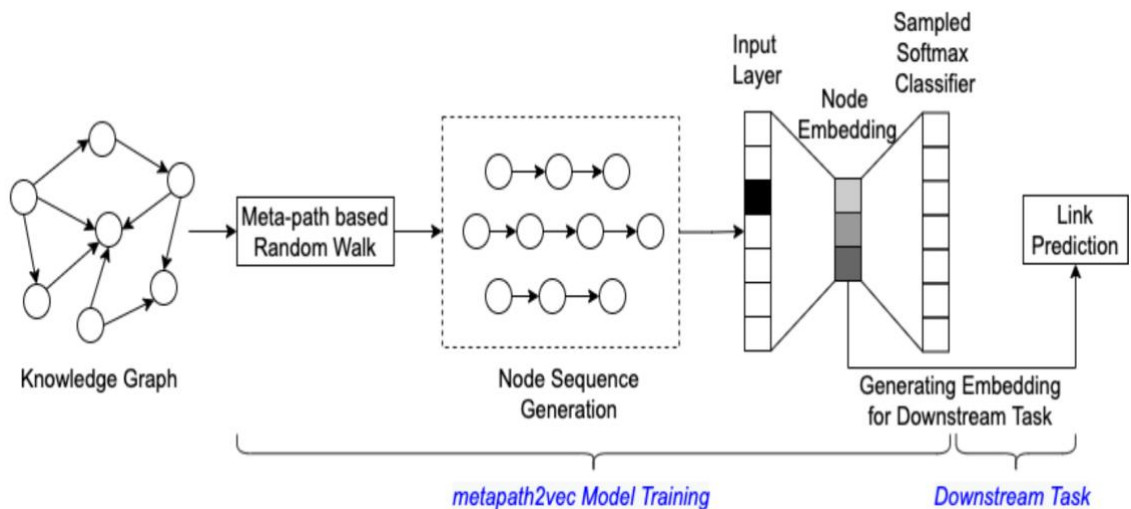 Input
Layer
Sampled
Softmax
Classifier
Node
Embedding
Meta-path based
Random Walk
Link
Prediction
Knowledge Graph
Node Sequence
Generation
Generating Embedding
for Downstream Task
metapath2vec Model Training
Downstream Task